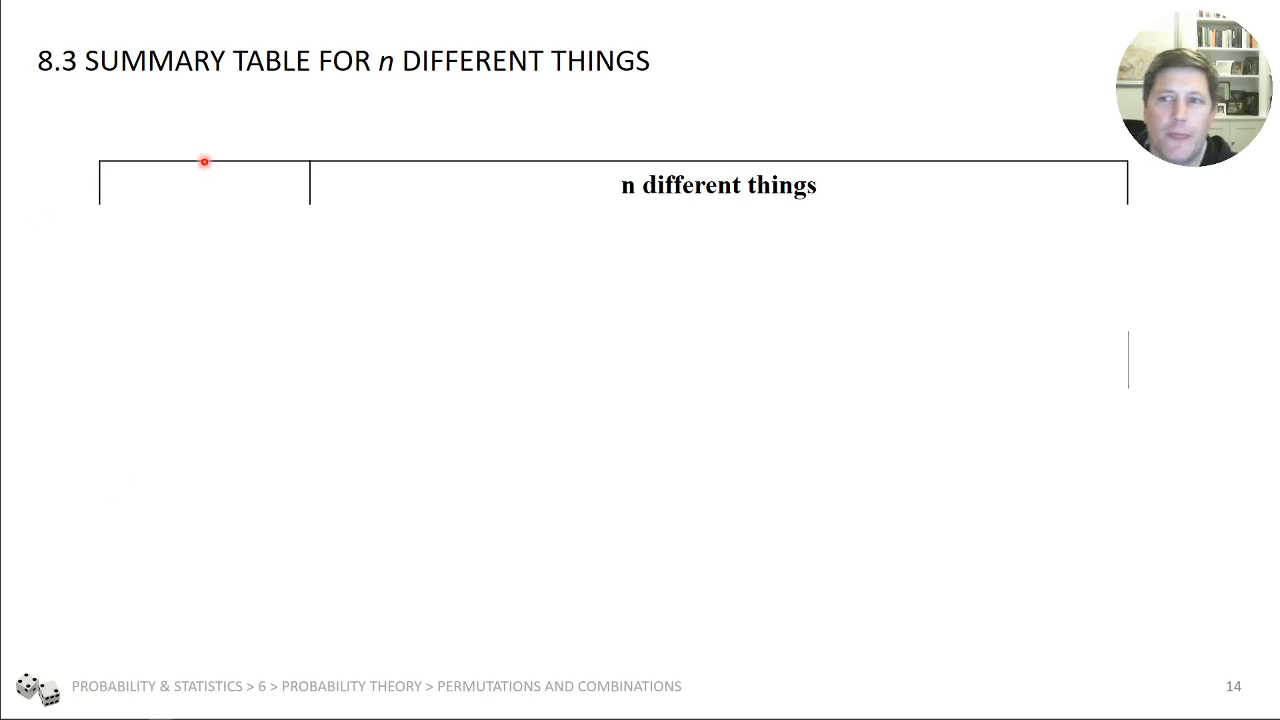 8.3 SUMMARY TABLE FOR n DIFFERENT THINGS
n different things
PROBABILITY & STATISTICS > 6 > PROBABILITY THEORY > PERMUTATIONS AND COMBINATIONS
14